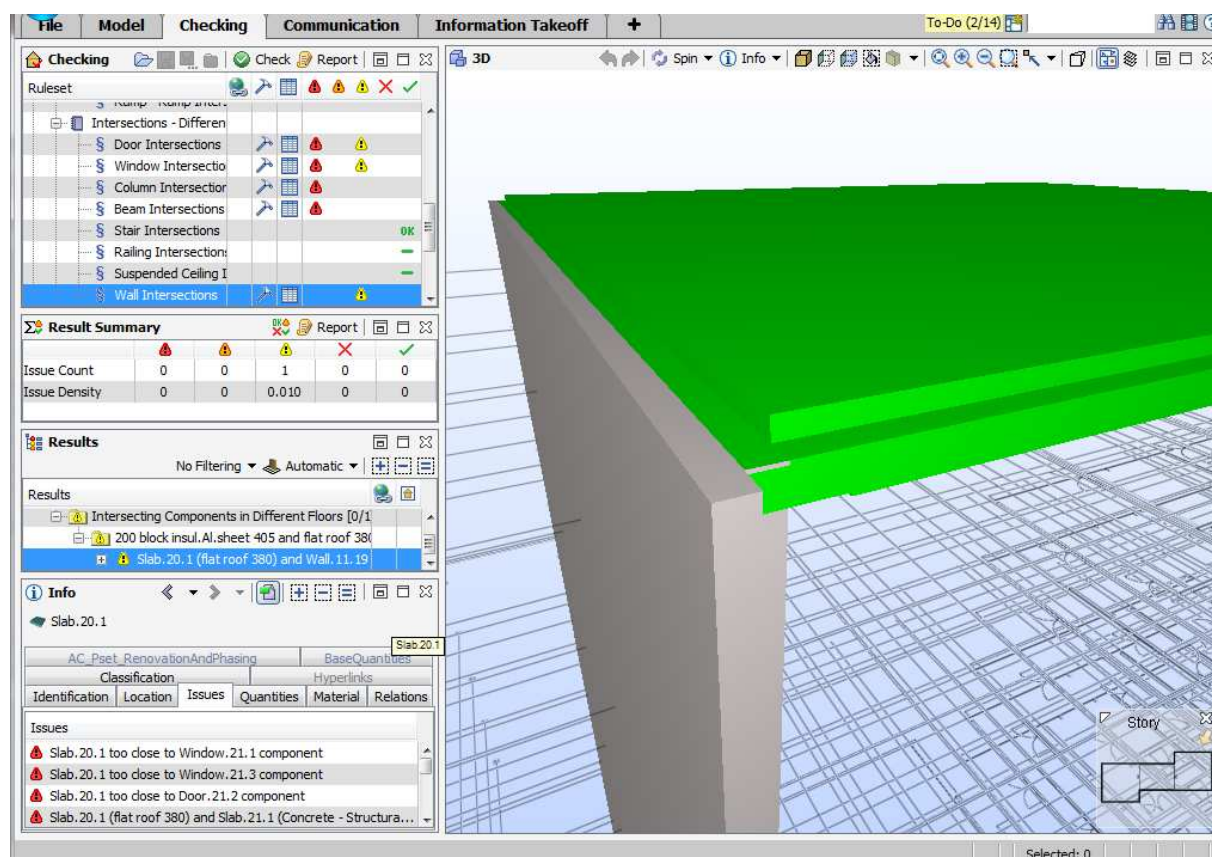 File Model Checking Communication Information Takeoff + To-Do (2/14)
Checking Check Report
3D Spin Info
Ruleset
Intersections - Differen
§ Door Intersections
§ Window Intersectio
§ Column Intersection
§ Beam Intersections
§ Stair Intersections OK
§ Railing Intersections
§ Suspended Ceiling I
§ Wall Intersections
Result Summary Report
Issue Count 0 0 1 0 0
Issue Density 0 0 0.010 0 0
Results
No Filtering Automatic
Results
Intersecting Components in Different Floors [0/1
200 block insul.Al.sheet 405 and flat roof 380
Slab.20.1 (flat roof 380) and Wall.11.19
Info
Slab.20.1
Slab.20.1
AC_Pset_RenovationAndPhasing BaseQuantities
Classification Hyperlinks
Identification Location Issues Quantities Material Relations
Issues
Slab.20.1 too close to Window.21.1 component
Slab.20.1 too close to Window.21.3 component
Slab.20.1 too close to Door.21.2 component
Slab.20.1 (flat roof 380) and Slab.21.1 (Concrete - Structura...
Story
Selected: 0